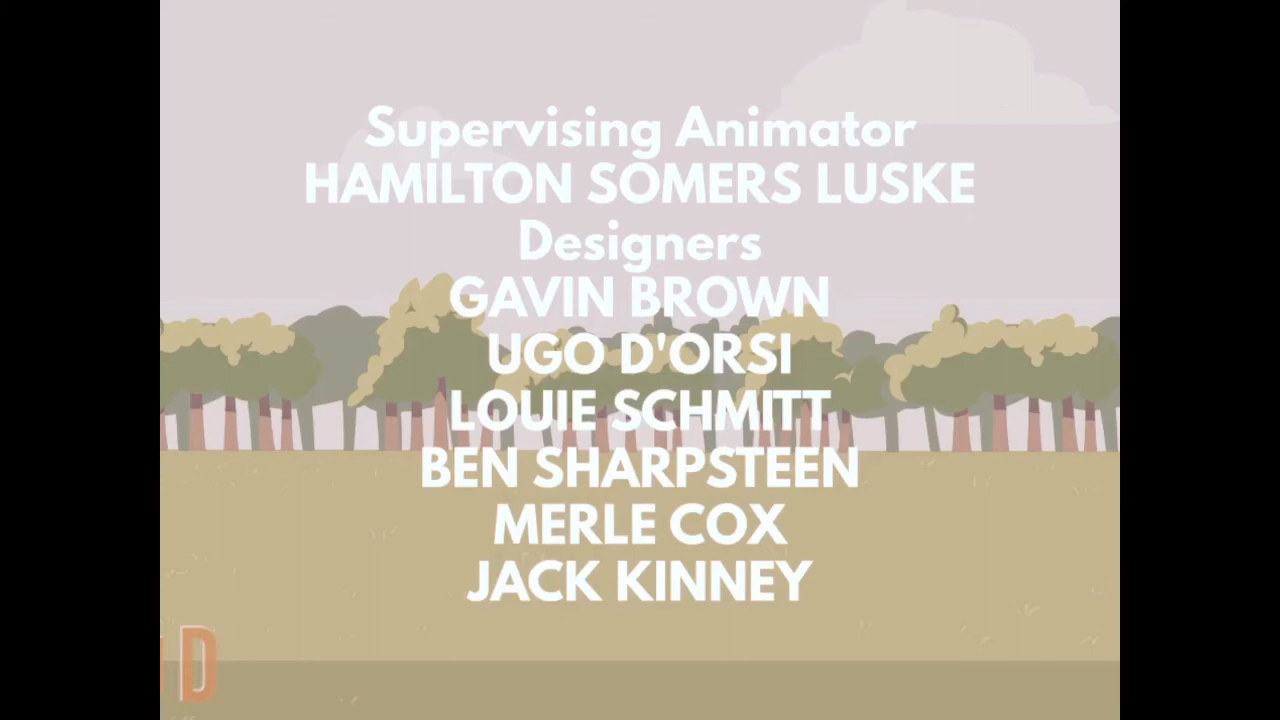 Supervising Animator
HAMILTON SOMERS LUSKE
Designers
GAVIN BROWN
UGO D'ORSI
LOUIE SCHMITT
BEN SHARPSTEEN
MERLE COX
JACK KINNEY
D